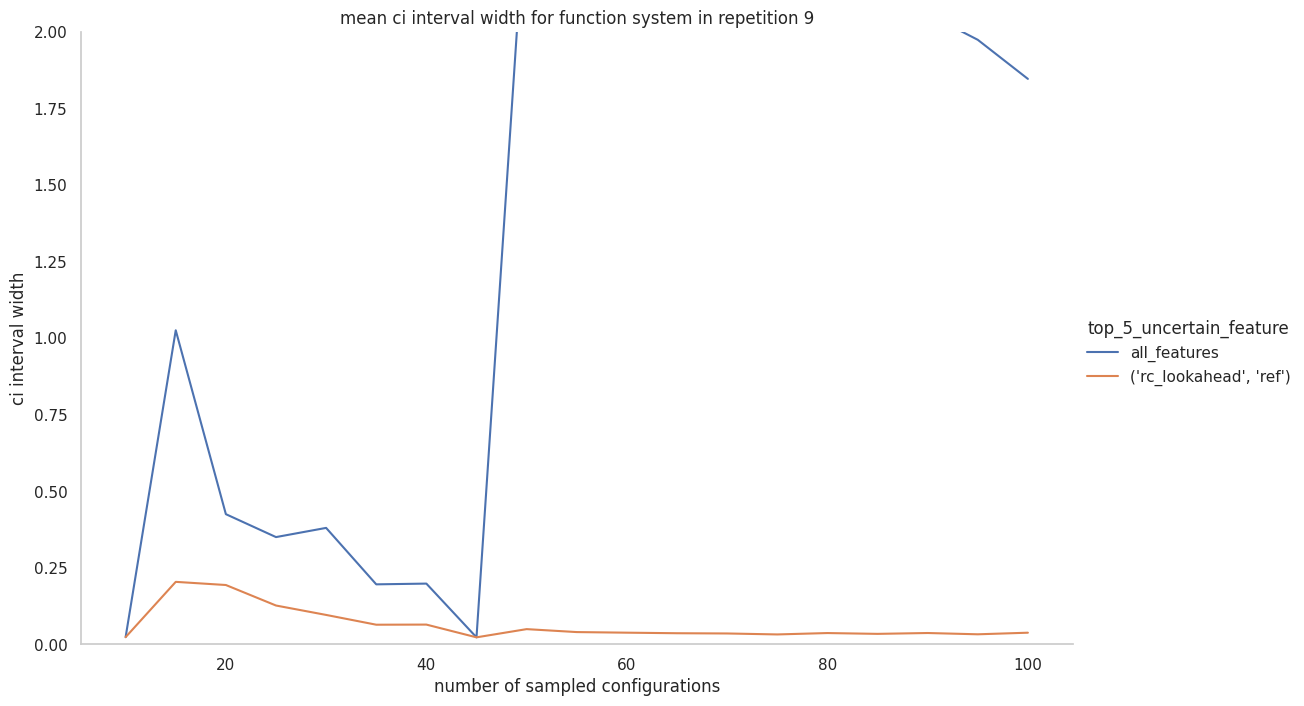 mean ci interval width for function system in repetition 9
2.00
1.75
1.50
1.25
1.00
0.75
0.50
0.25
0.00
ci interval width
20
40
60
80
100
number of sampled configurations
top_5_uncertain_feature
all_features
('rc_lookahead', 'ref')